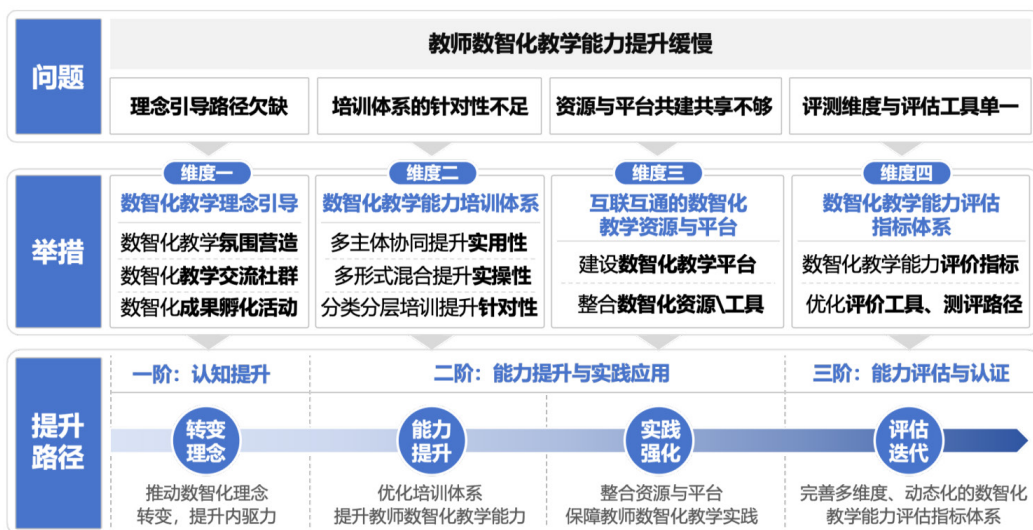 问题
教师数智化教学能力提升缓慢
理念引导路径欠缺
培训体系的针对性不足
资源与平台共建共享不够
评测维度与评估工具单一
举措
维度一
数智化教学理念引导
数智化教学氛围营造
数智化教学交流社群
数智化成果孵化活动
维度二
数智化教学能力培训体系
多主体协同提升实用性
多形式混合提升实操性
分类分层培训提升针对性
维度三
互联互通的数智化
教学资源与平台
建设数智化教学平台
整合数智化资源\工具
维度四
数智化教学能力评估
指标体系
数智化教学能力评价指标
优化评价工具、测评路径
提升
路径
一阶：认知提升
二阶：能力提升与实践应用
三阶：能力评估与认证
转变
理念
能力
提升
实践
强化
评估
迭代
推动数智化理念
转变，提升内驱力
优化培训体系
提升教师数智化教学能力
整合资源与平台
保障教师数智化教学实践
完善多维度、动态化的数智化
教学能力评估指标体系